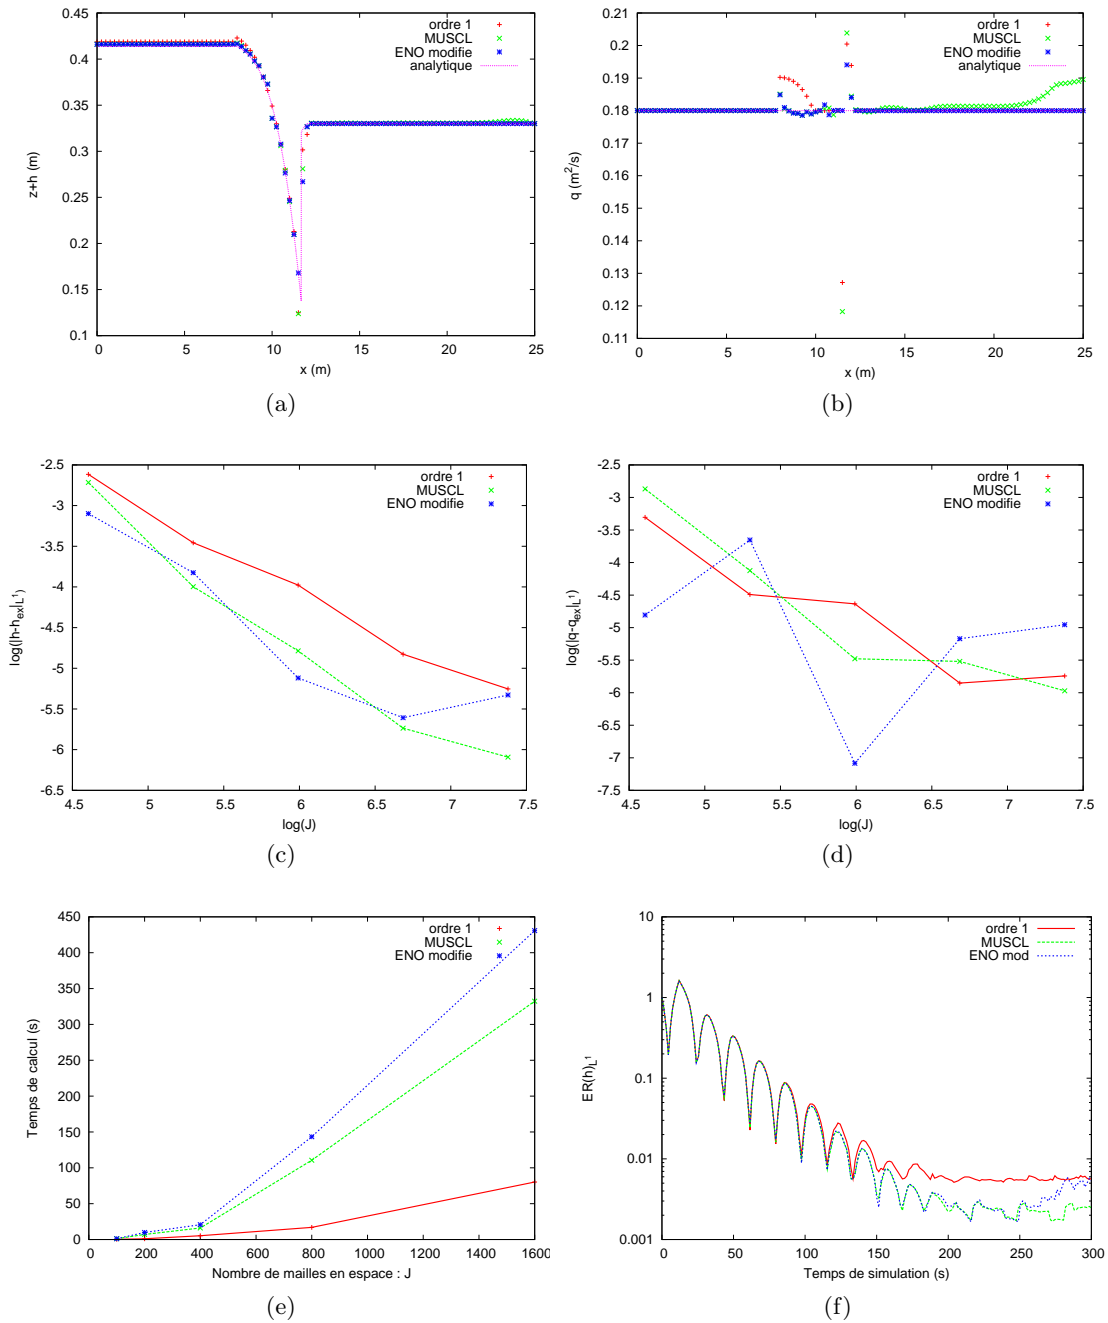 ordre 1
MUSCL
ENO modifie
analytique
z+h (m)
0.45
0.4
0.35
0.3
0.25
0.2
0.15
0.1
0 5 10 15 20 25
x (m)
(a)
ordre 1
MUSCL
ENO modifie
analytique
q (m²/s)
0.21
0.2
0.19
0.18
0.17
0.16
0.15
0.14
0.13
0.12
0.11
0 5 10 15 20 25
x (m)
(b)
ordre 1
MUSCL
ENO modifie
log(|h-h_ex|_L¹)
-2.5
-3
-3.5
-4
-4.5
-5
-5.5
-6
-6.5
4.5 5 5.5 6 6.5 7 7.5
log(J)
(c)
ordre 1
MUSCL
ENO modifie
log(|q-q_ex|_L¹)
-2.5
-3
-3.5
-4
-4.5
-5
-5.5
-6
-6.5
-7
-7.5
4.5 5 5.5 6 6.5 7 7.5
log(J)
(d)
ordre 1
MUSCL
ENO modifie
Temps de calcul (s)
450
400
350
300
250
200
150
100
50
0
0 200 400 600 800 1000 1200 1400 1600
Nombre de mailles en espace : J
(e)
ordre 1
MUSCL
ENO mod
ER(h)_L¹
10
1
0.1
0.01
0.001
0 50 100 150 200 250 300
Temps de simulation (s)
(f)